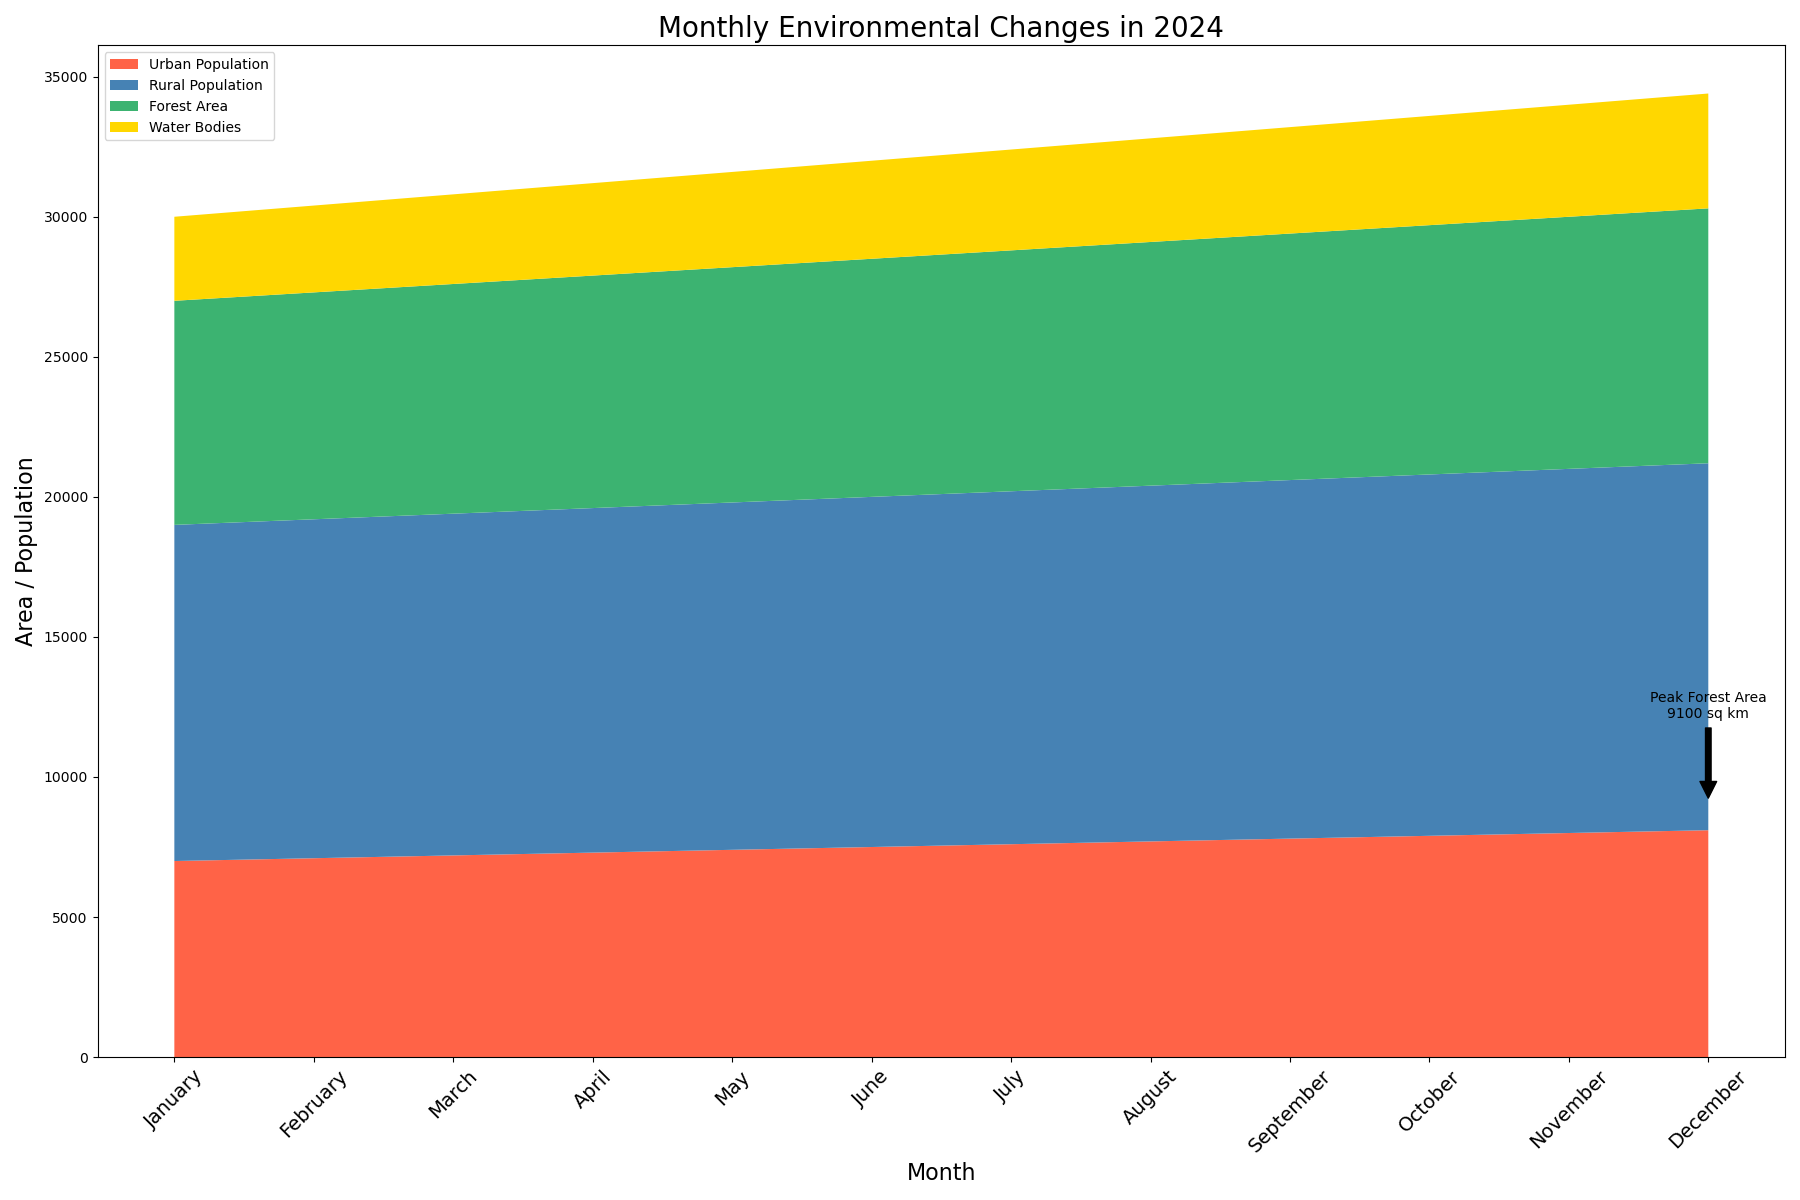 Monthly Environmental Changes in 2024
Urban Population
Rural Population
Forest Area
Water Bodies
Area / Population
35000
30000
25000
20000
15000
10000
5000
0
Peak Forest Area
9100 sq km
January
February
March
April
May
June
July
August
September
October
November
December
Month